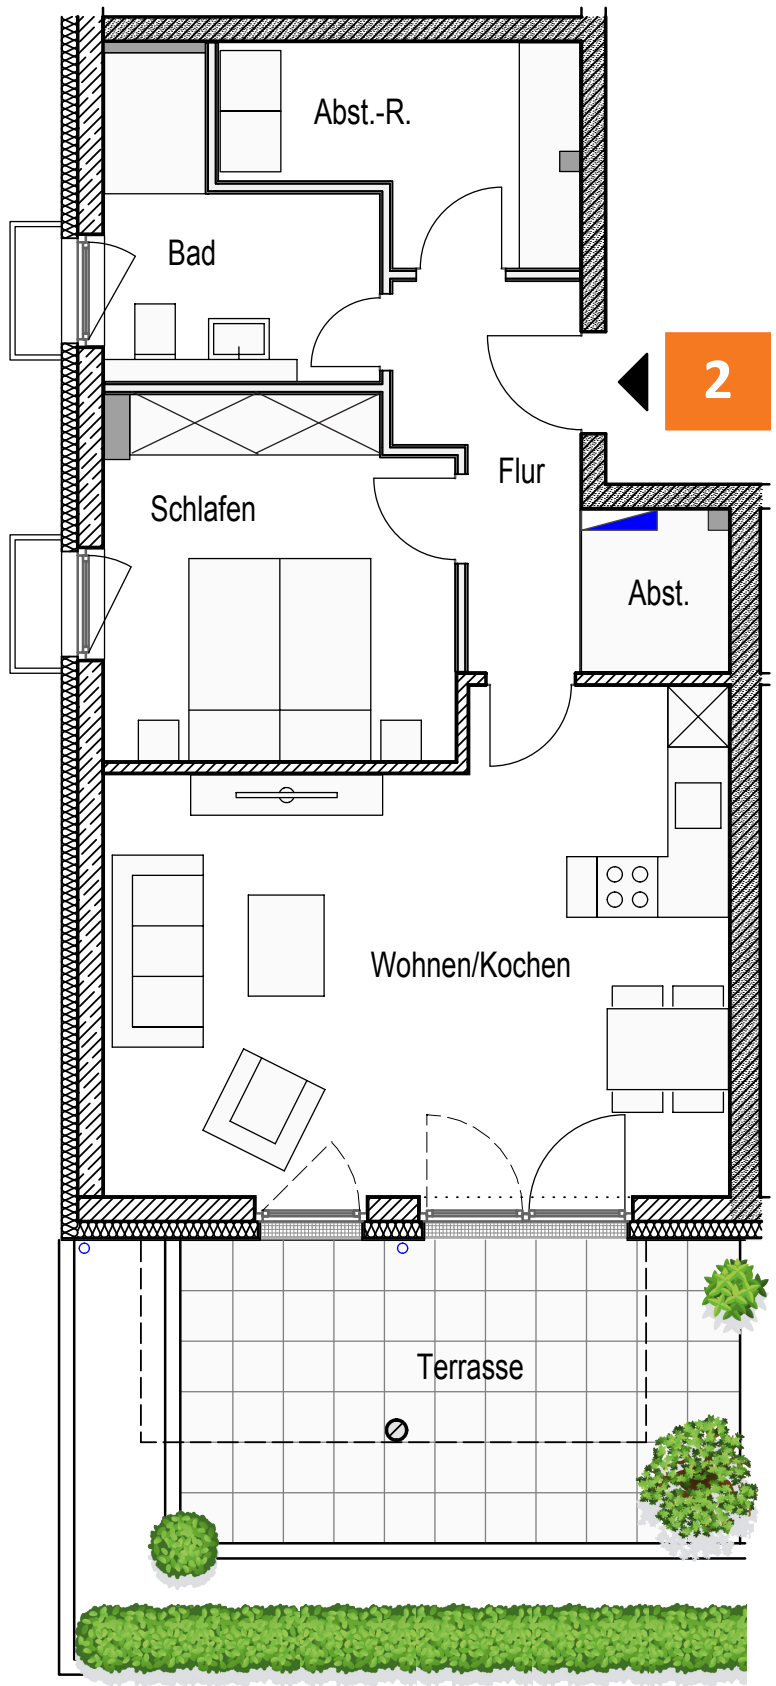 Abst.-R.
Bad
2
Flur
Schlafen
Abst.
Wohnen/Kochen
Terrasse